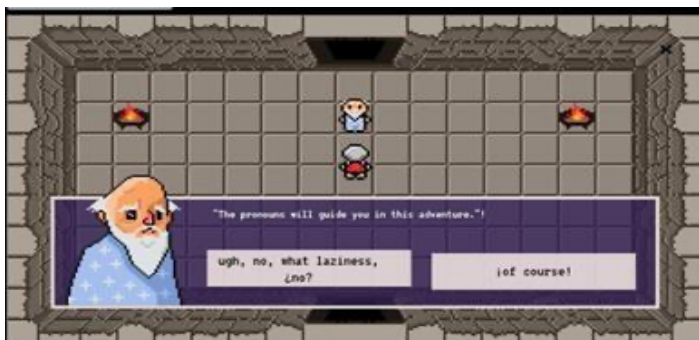 "The pronouns will guide you in this adventure."!
ugh, no, what laziness,
¿no?
¡of course!